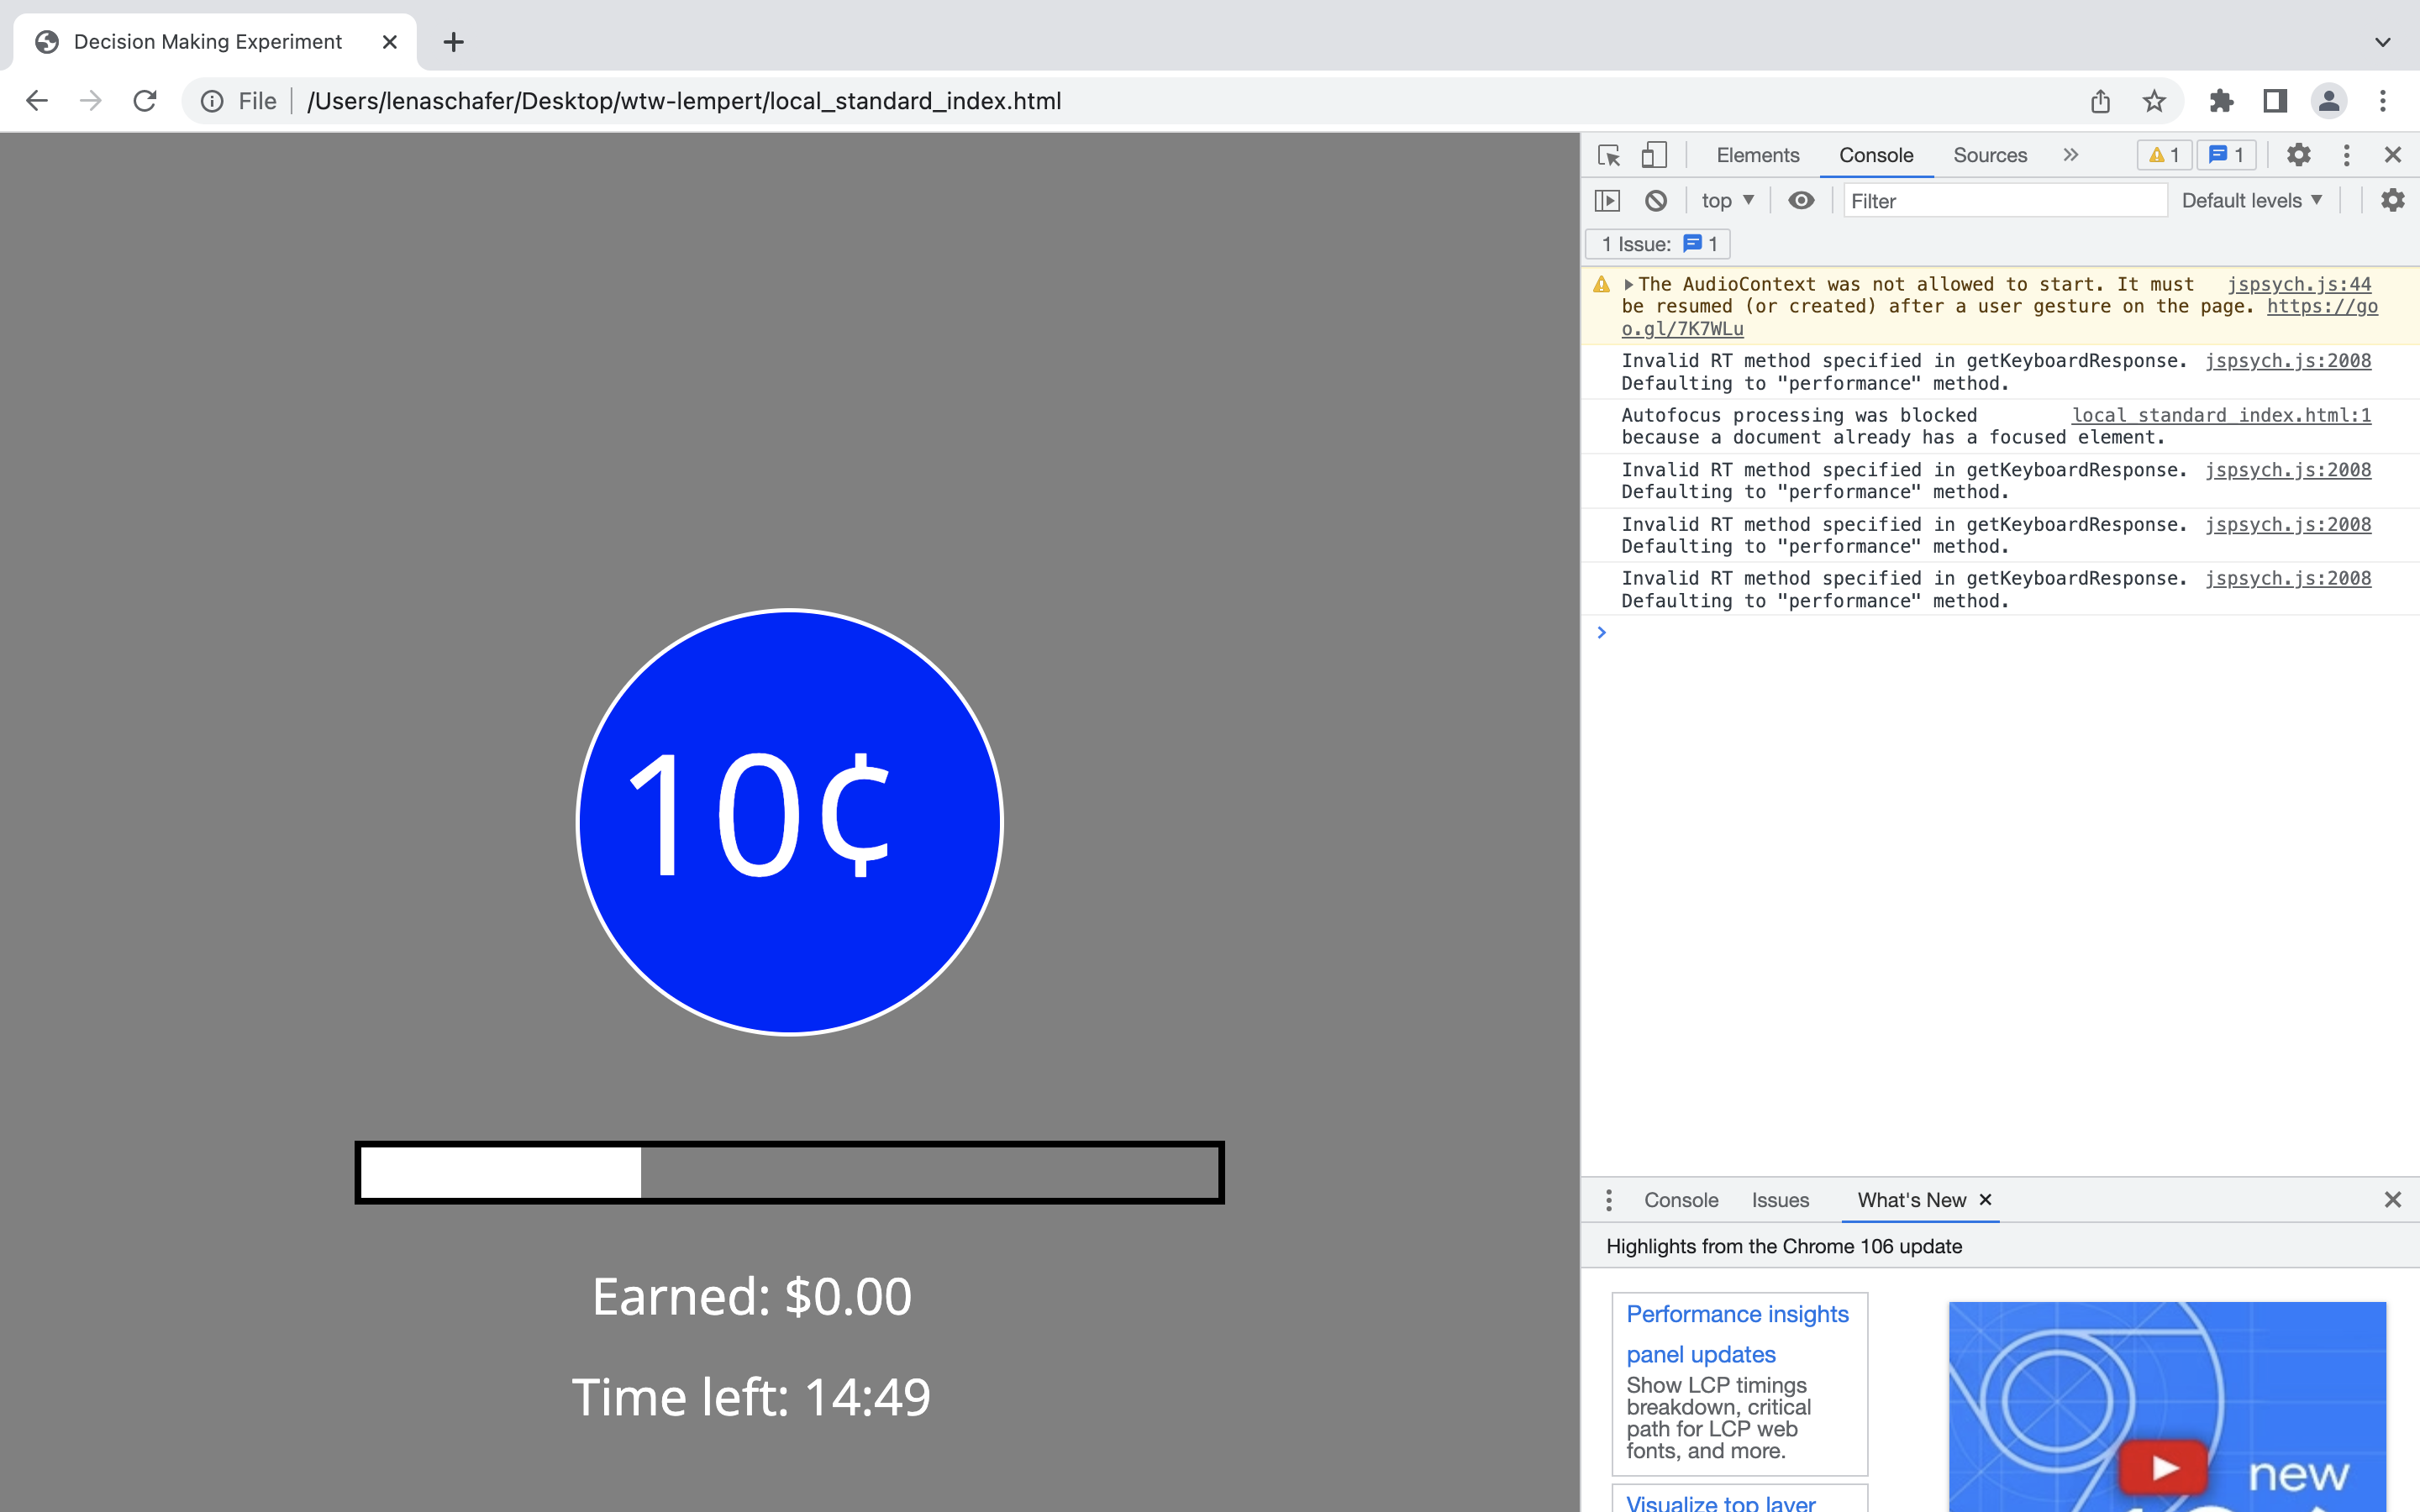 Decision Making Experiment
File
/Users/lenaschafer/Desktop/wtw-lempert/local_standard_index.html
Elements Console Sources 1 1
top Filter Default levels
1 Issue: 1
The AudioContext was not allowed to start. It must jspsych.js:44
be resumed (or created) after a user gesture on the page. https://go
o.gl/7K7WLu
Invalid RT method specified in getKeyboardResponse. jspsych.js:2008
Defaulting to "performance" method.
Autofocus processing was blocked local_standard_index.html:1
because a document already has a focused element.
Invalid RT method specified in getKeyboardResponse. jspsych.js:2008
Defaulting to "performance" method.
Invalid RT method specified in getKeyboardResponse. jspsych.js:2008
Defaulting to "performance" method.
Invalid RT method specified in getKeyboardResponse. jspsych.js:2008
Defaulting to "performance" method.
10¢
Earned: $0.00
Time left: 14:49
Console Issues What's New
Highlights from the Chrome 106 update
Performance insights
panel updates
Show LCP timings
breakdown, critical
path for LCP web
fonts, and more.
Visualize top layer
new